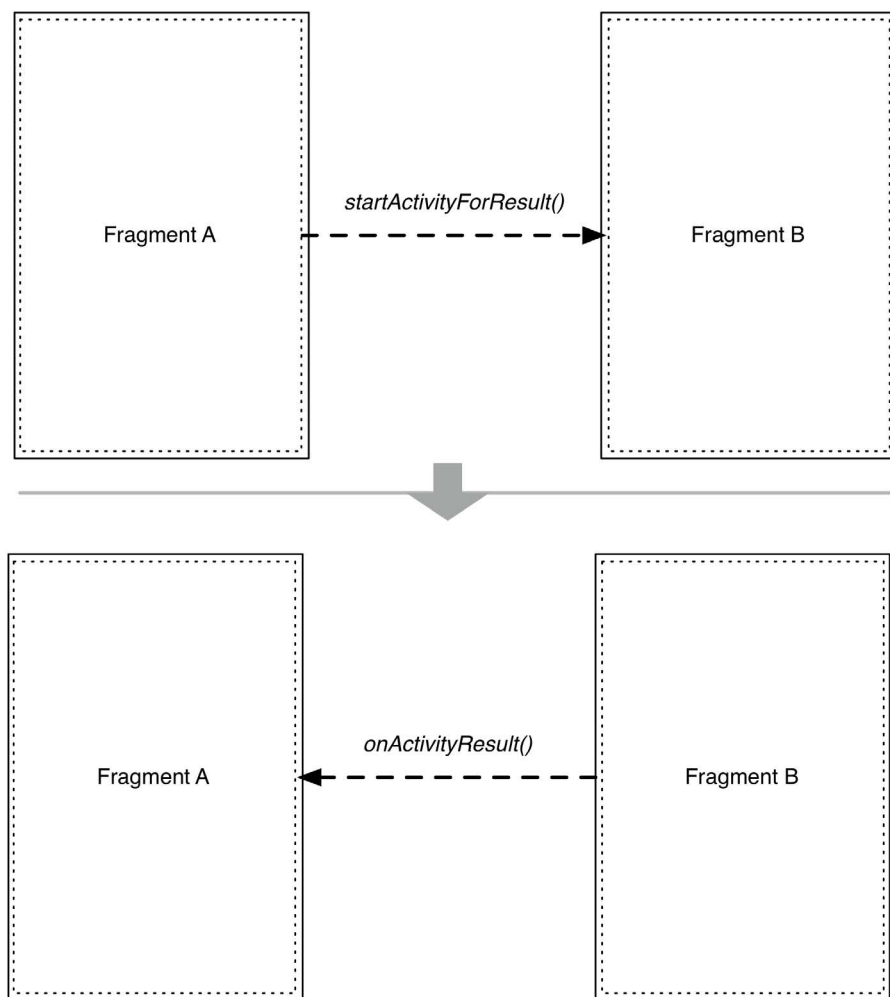 startActivityForResult()
Fragment A
Fragment B
onActivityResult()
Fragment A
Fragment B